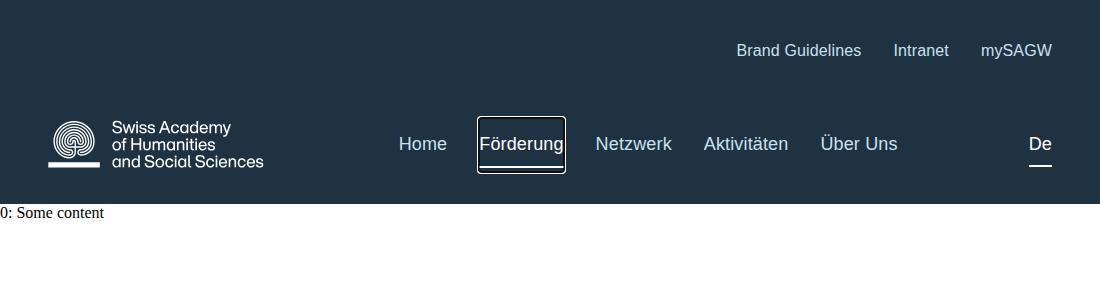 Brand Guidelines Intranet mySAGW
Swiss Academy
of Humanities
and Social Sciences
Home Förderung Netzwerk Aktivitäten Über Uns De
0: Some content